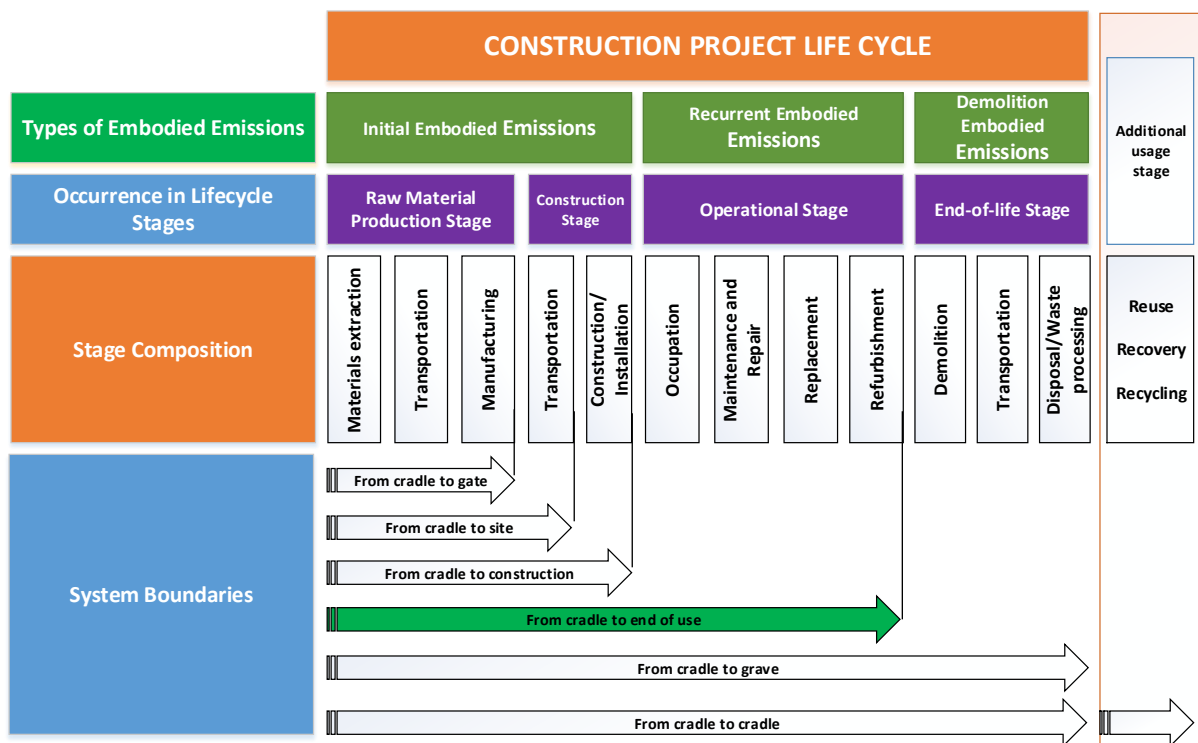 CONSTRUCTION PROJECT LIFE CYCLE
Types of Embodied Emissions
Initial Embodied Emissions
Recurrent Embodied
Emissions
Demolition
Embodied
Emissions
Additional
usage
stage
Occurrence in Lifecycle
Stages
Raw Material
Production Stage
Construction
Stage
Operational Stage
End-of-life Stage
Stage Composition
Materials extraction
Transportation
Manufacturing
Transportation
Construction/
Installation
Occupation
Maintenance and
Repair
Replacement
Refurbishment
Demolition
Transportation
Disposal/Waste
processing
Reuse
Recovery
Recycling
System Boundaries
From cradle to gate
From cradle to site
From cradle to construction
From cradle to end of use
From cradle to grave
From cradle to cradle